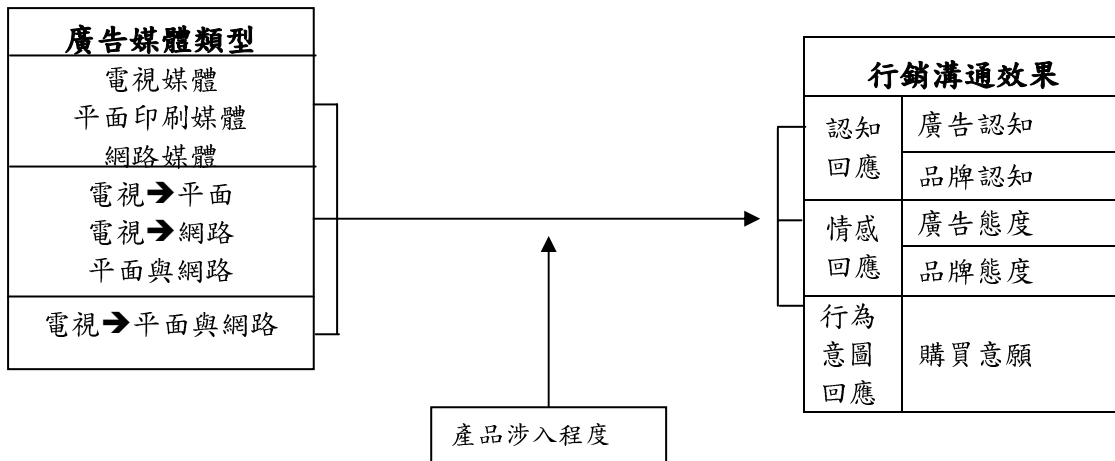 廣告媒體類型
電視媒體
平面印刷媒體
網路媒體
電視➔平面
電視➔網路
平面與網路
電視➔平面與網路
行銷溝通效果
認知
回應
廣告認知
品牌認知
情感
回應
廣告態度
品牌態度
行為
意圖
回應
購買意願
產品涉入程度